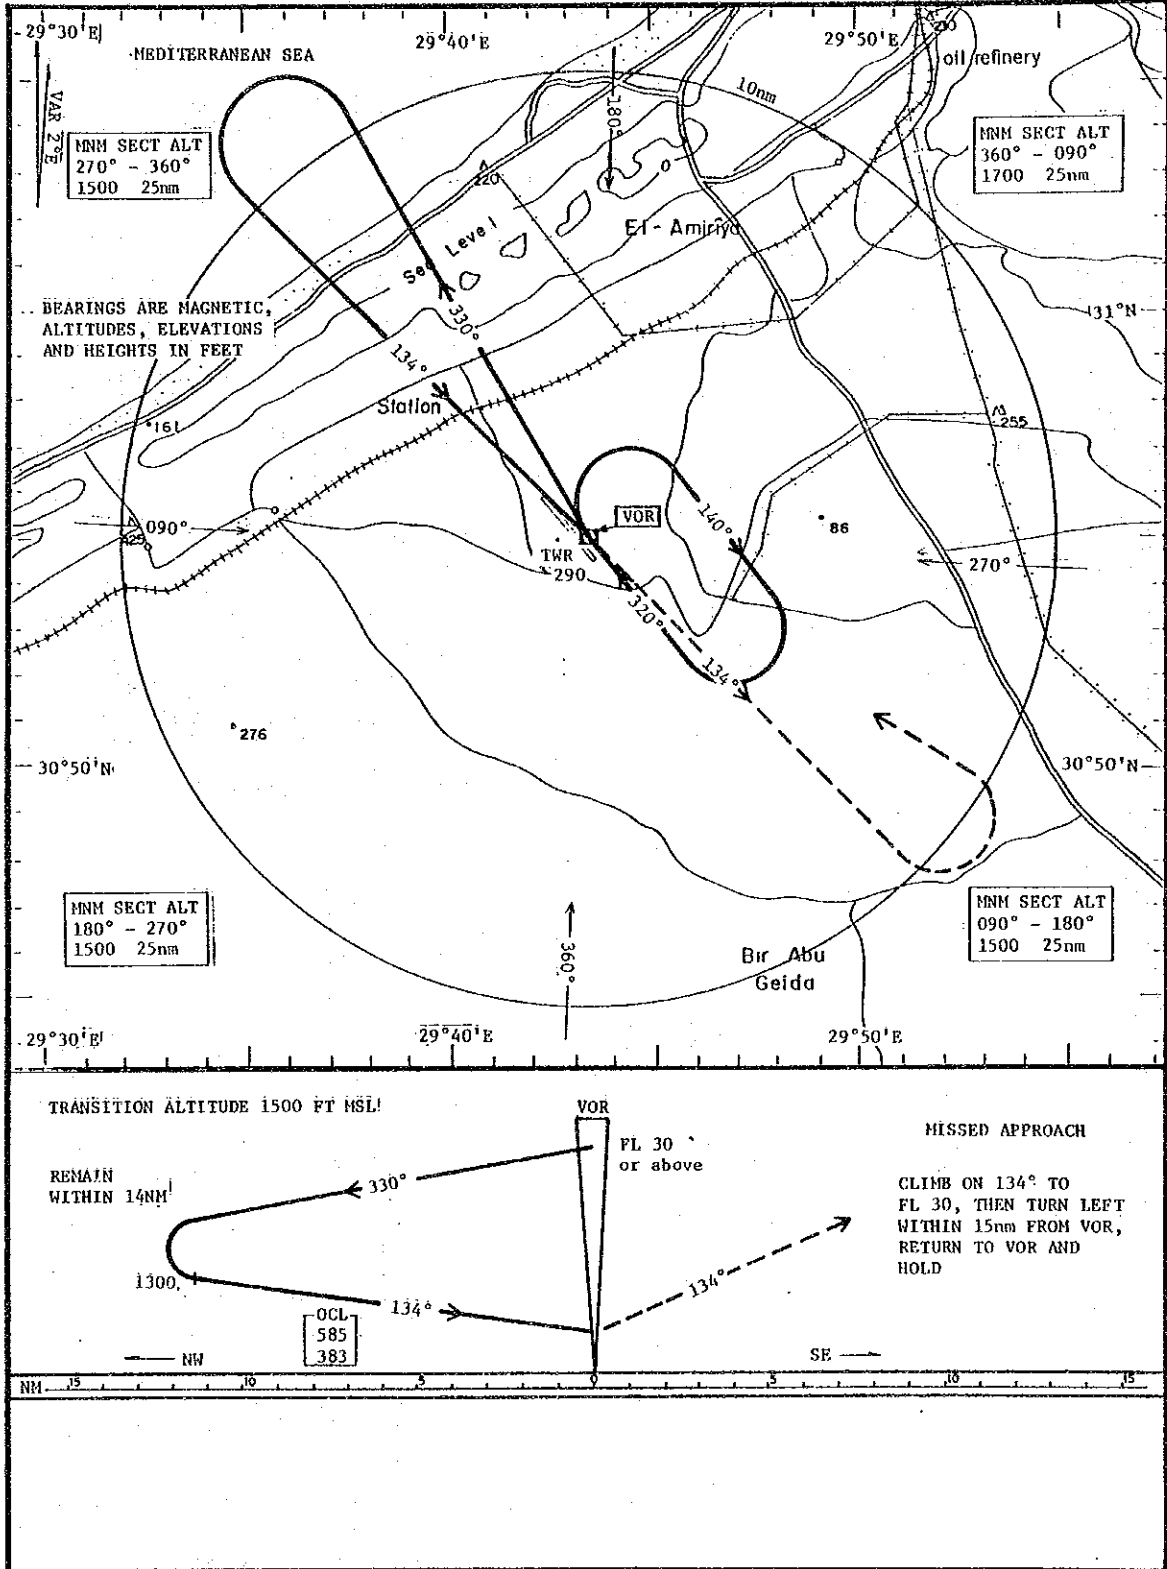 29°30'E
29°40'E
29°50'E
210
oil refinery
MEDITERRANEAN SEA
10nm
VAR 2°E
180°
MNM SECT ALT
270° - 360°
1500 25nm
MNM SECT ALT
360° - 090°
1700 25nm
0
220
Sea Level
El-Amiriya
BEARINGS ARE MAGNETIC,
ALTITUDES, ELEVATIONS
AND HEIGHTS IN FEET
330°
31°N
134°
Station
161
255
VOR
140°
86
090°
425
TWR
290
270°
320°
134°
276
30°50'N
30°50'N
MNM SECT ALT
180° - 270°
1500 25nm
MNM SECT ALT
090° - 180°
1500 25nm
360°
Bir Abu
Geida
29°30'E
29°40'E
29°50'E
TRANSITION ALTITUDE 1500 FT MSL
VOR
FL 30
or above
MISSED APPROACH
REMAIN
WITHIN 14NM
330°
CLIMB ON 134° TO
FL 30, THEN TURN LEFT
WITHIN 15nm FROM VOR,
RETURN TO VOR AND
HOLD
1300
134°
134°
OCL
585
383
NW
SE
NM 15 10 5 0 5 10 15